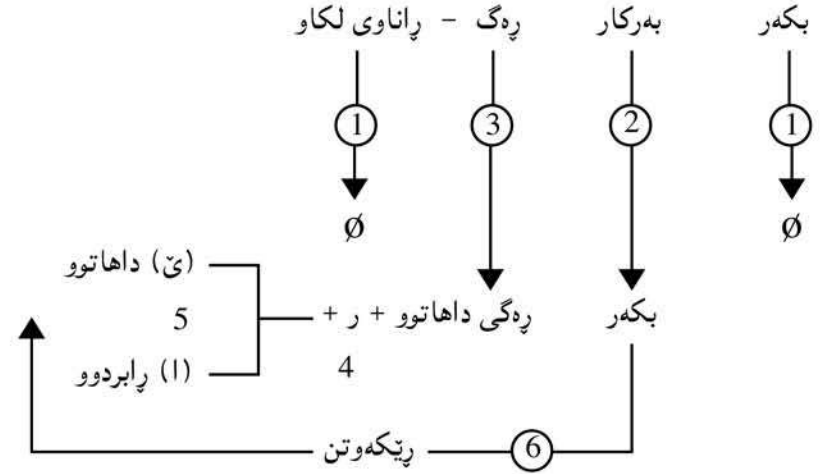 بکەر بەرکار ڕەگ - ڕاناوی لکاو
1 2 3 1
Ø Ø
(ێ) داهاتوو
بکەر ڕەگی داهاتوو + ر +
5
4
(ا) ڕابردوو
6 ڕێکەوتن